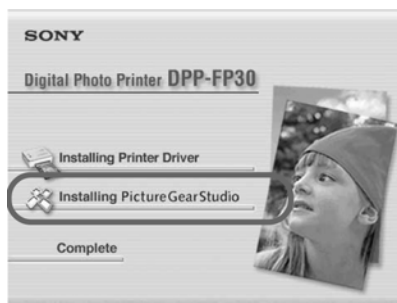 SONY
Digital Photo Printer DPP-FP30
Installing Printer Driver
Installing PictureGearStudio
Complete